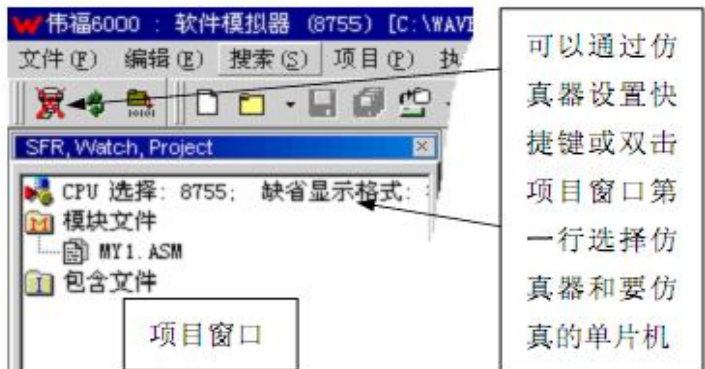 伟福6000 : 软件模拟器 (8755) [C:\WAVE
文件(F) 编辑(E) 搜索(S) 项目(P) 执
SFR, Watch, Project
CPU 选择: 8755; 缺省显示格式:
模块文件
MY1.ASM
包含文件
项目窗口
可以通过仿
真器设置快
捷键或双击
项目窗口第
一行选择仿
真器和要仿
真的单片机